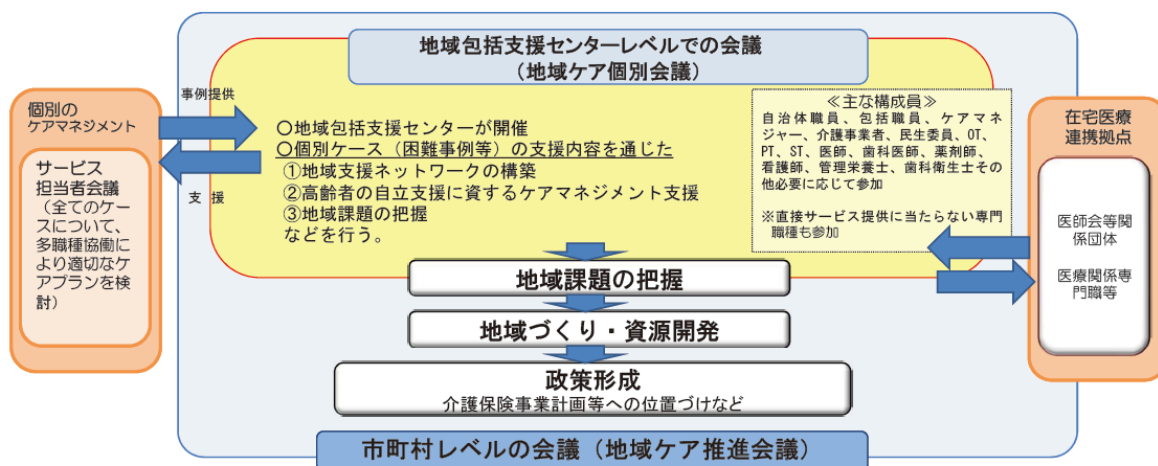 地域包括支援センターレベルでの会議
（地域ケア個別会議）
個別の
ケアマネジメント
サービス
担当者会議
（全てのケー
スについて、
多職種協働に
より適切なケ
アプランを検
討）
事例提供
支 援
〇地域包括支援センターが開催
〇個別ケース（困難事例等）の支援内容を通じた
①地域支援ネットワークの構築
②高齢者の自立支援に資するケアマネジメント支援
③地域課題の把握
などを行う。
≪主な構成員≫
自治体職員、包括職員、ケアマネ
ジャー、介護事業者、民生委員、OT、
PT、ST、医師、歯科医師、薬剤師、
看護師、管理栄養士、歯科衛生士その
他必要に応じて参加
※直接サービス提供に当たらない専門
職種も参加
在宅医療
連携拠点
医師会等関
係団体
医療関係専
門職等
地域課題の把握
地域づくり・資源開発
政策形成
介護保険事業計画等への位置づけなど
市町村レベルの会議（地域ケア推進会議）